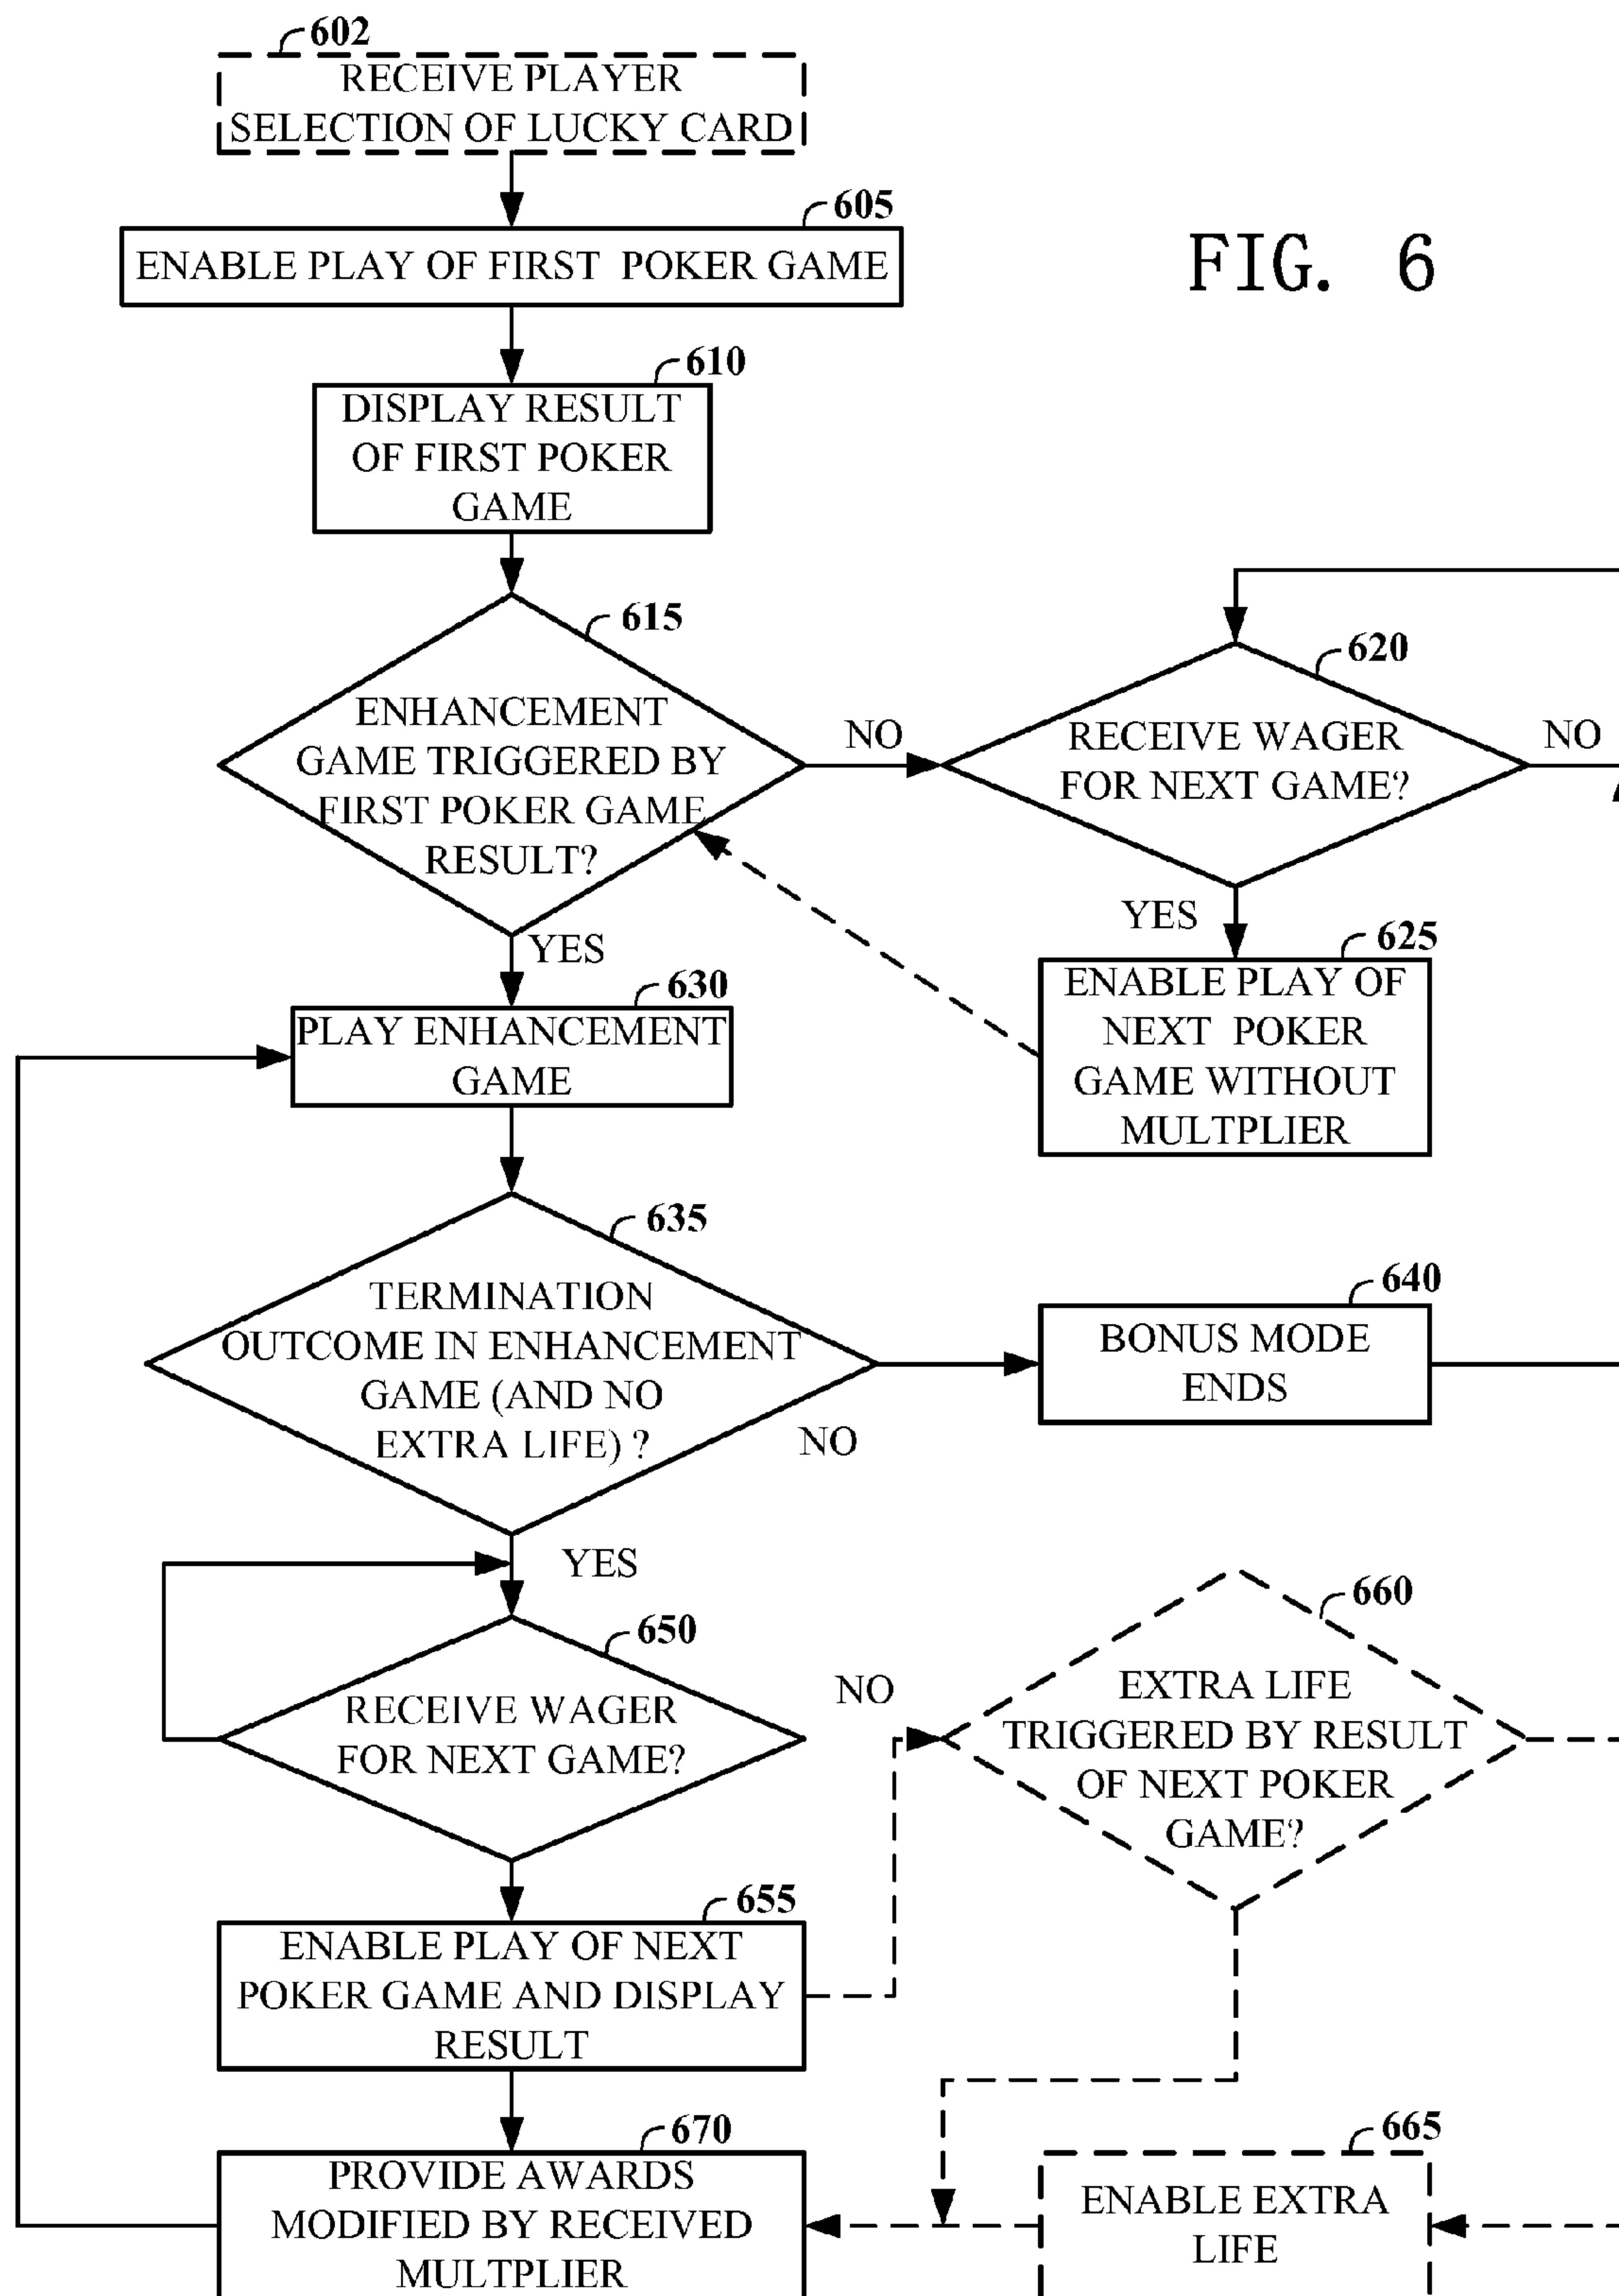 602
RECEIVE PLAYER
SELECTION OF LUCKY CARD
605
ENABLE PLAY OF FIRST POKER GAME
FIG. 6
610
DISPLAY RESULT
OF FIRST POKER
GAME
615
ENHANCEMENT
GAME TRIGGERED BY
FIRST POKER GAME
RESULT?
NO
620
RECEIVE WAGER
FOR NEXT GAME?
NO
YES
YES
625
ENABLE PLAY OF
NEXT POKER
GAME WITHOUT
MULTPLIER
630
PLAY ENHANCEMENT
GAME
635
TERMINATION
OUTCOME IN ENHANCEMENT
GAME (AND NO
EXTRA LIFE) ?
NO
640
BONUS MODE
ENDS
YES
650
RECEIVE WAGER
FOR NEXT GAME?
NO
660
EXTRA LIFE
TRIGGERED BY RESULT
OF NEXT POKER
GAME?
655
ENABLE PLAY OF NEXT
POKER GAME AND DISPLAY
RESULT
670
PROVIDE AWARDS
MODIFIED BY RECEIVED
MULTPLIER
665
ENABLE EXTRA
LIFE